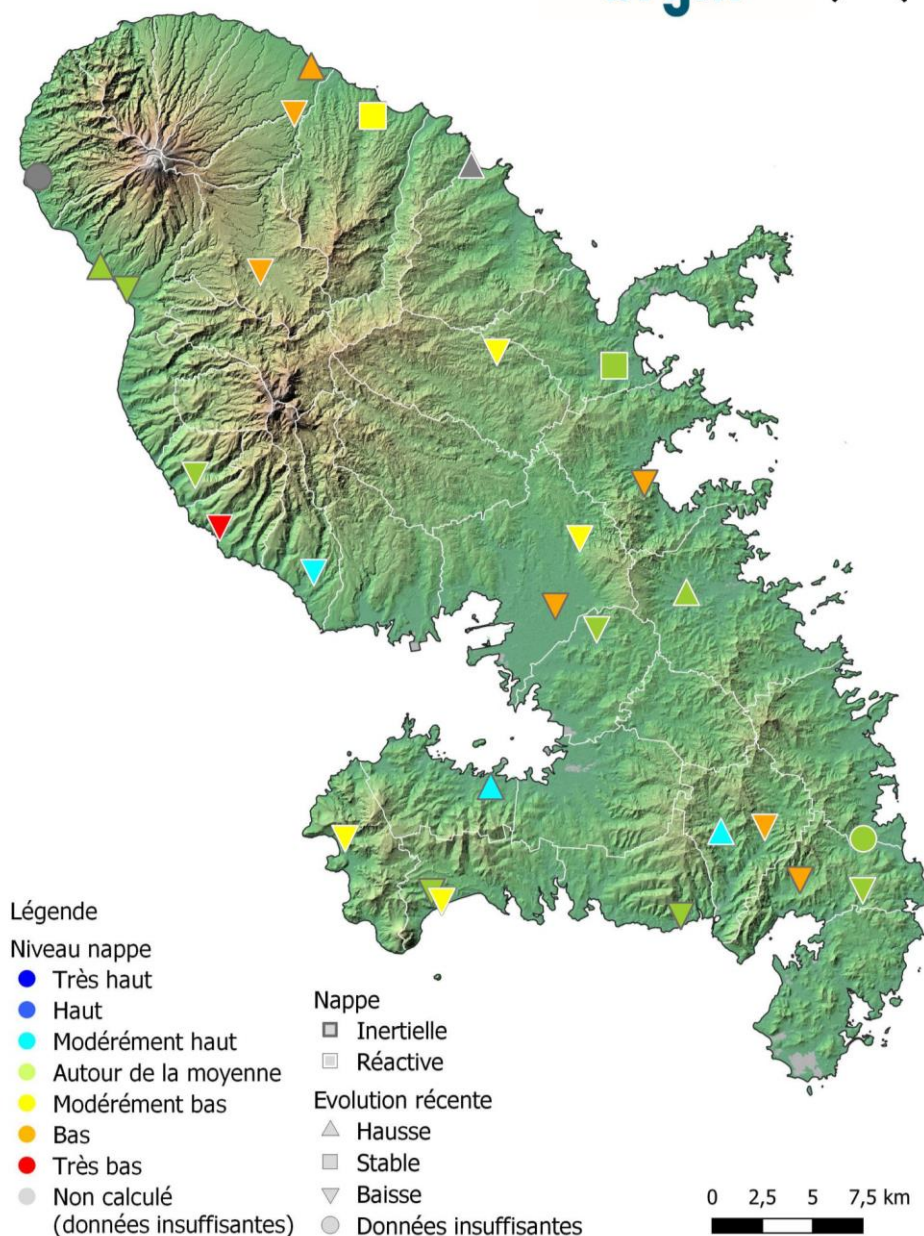 Légende
Niveau nappe
Très haut
Haut
Modérément haut
Autour de la moyenne
Modérément bas
Bas
Très bas
Non calculé
(données insuffisantes)
Nappe
Inertielle
Réactive
Evolution récente
Hausse
Stable
Baisse
Données insuffisantes
0 2,5 5 7,5 km